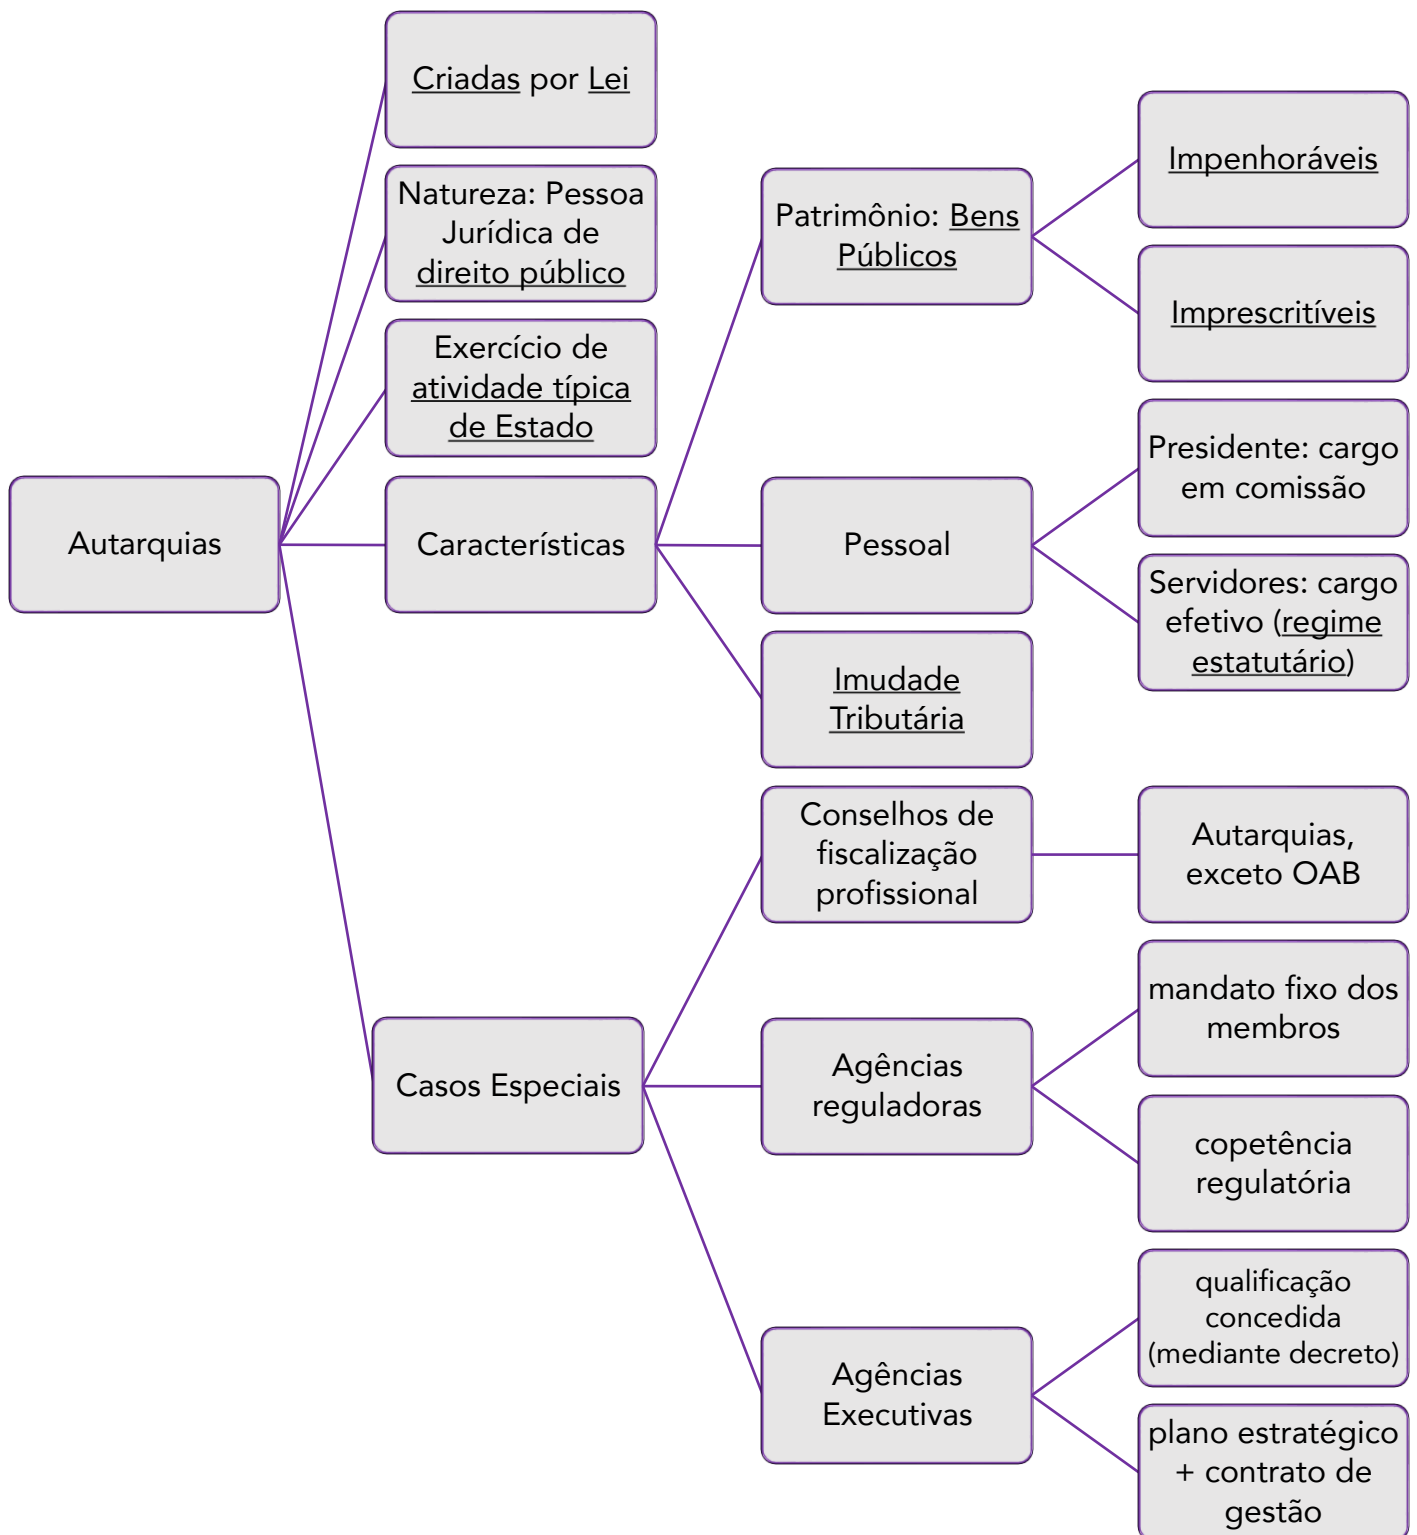 Criadas por Lei
Natureza: Pessoa
Jurídica de
direito público
Exercício de
atividade típica
de Estado
Autarquias
Características
Patrimônio: Bens
Públicos
Impenhoráveis
Imprescritíveis
Pessoal
Presidente: cargo
em comissão
Servidores: cargo
efetivo (regime
estatutário)
Imudade
Tributária
Casos Especiais
Conselhos de
fiscalização
profissional
Autarquias,
exceto OAB
Agências
reguladoras
mandato fixo dos
membros
copetência
regulatória
Agências
Executivas
qualificação
concedida
(mediante decreto)
plano estratégico
+ contrato de
gestão